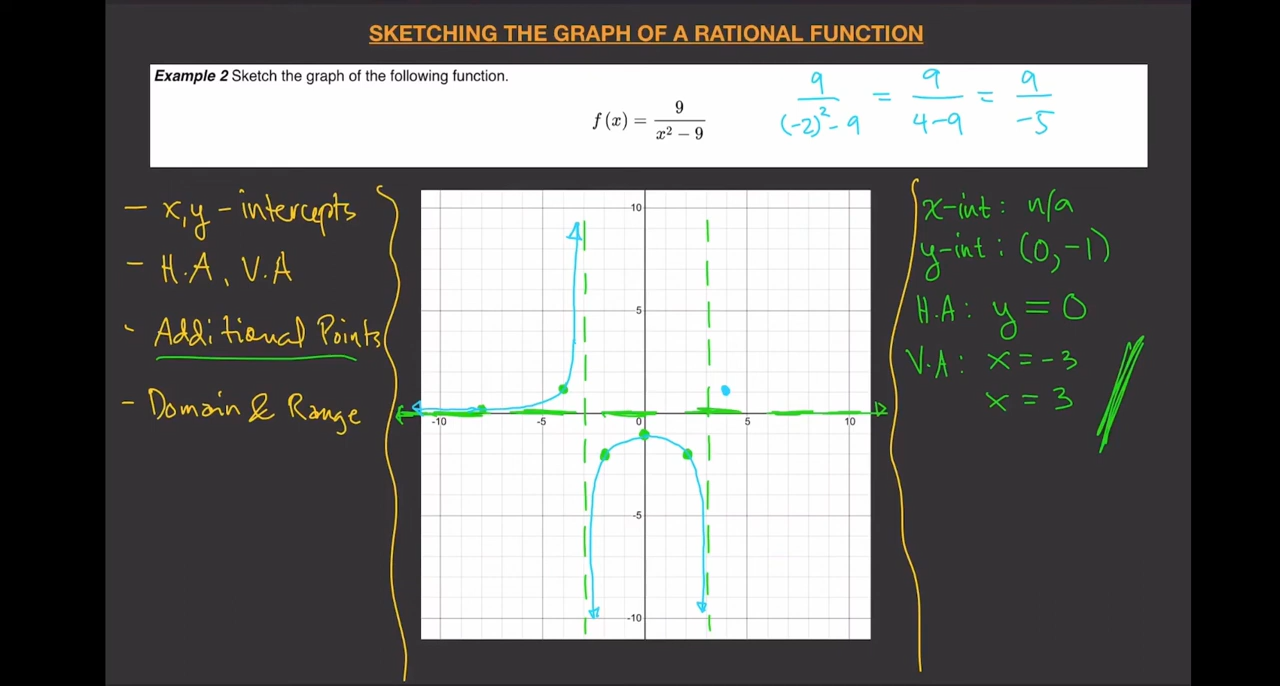 SKETCHING THE GRAPH OF A RATIONAL FUNCTION
Example 2 Sketch the graph of the following function.
f(x) = 9/(x² − 9)
9/((-2)² - 9) = 9/(4-9) = 9/-5
- x,y - intercepts
- H.A, V.A
- Additional Points
- Domain & Range
10
5
-10 -5 0 5 10
-5
-10
x-int: n/a
y-int: (0,-1)
H.A: y = 0
V.A: x = -3
x = 3